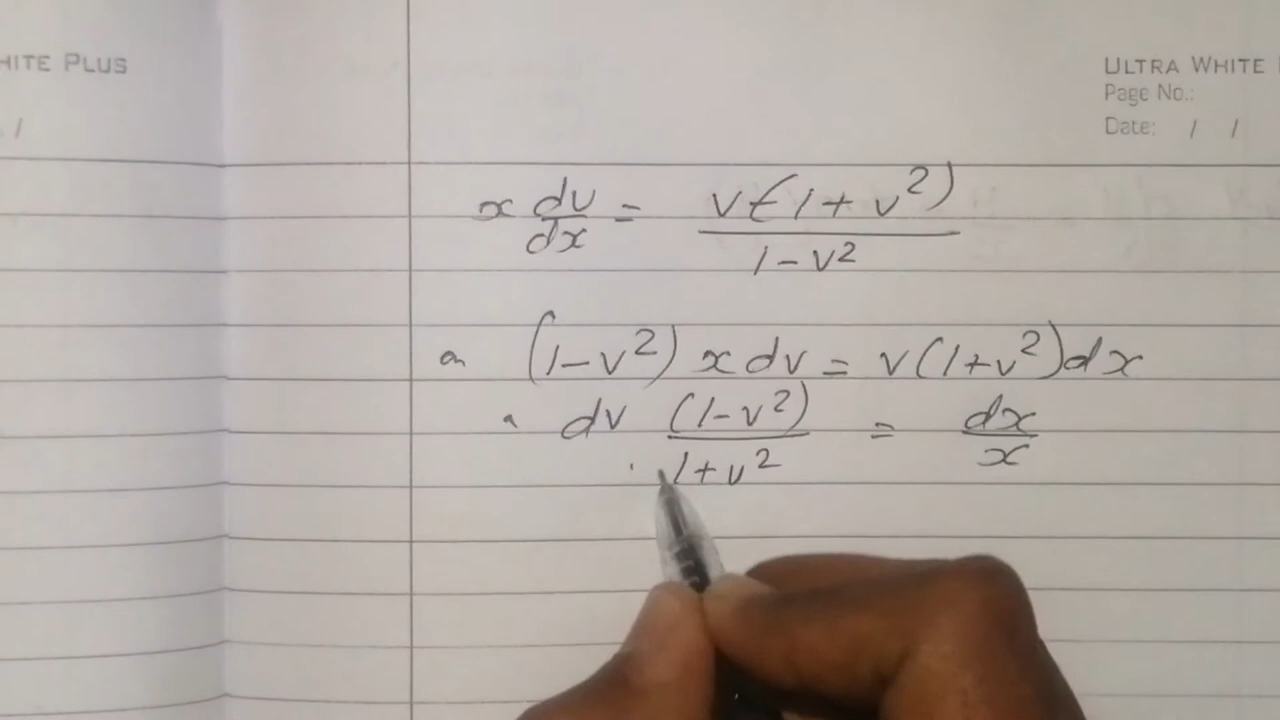 HITE PLUS
/
ULTRA WHITE
Page No.:
Date: / /
x dv/dx = v(1+v²)/1-v²
(1-v²) x dv = v(1+v²)dx
dv (1-v²)/1+v² = dx/x